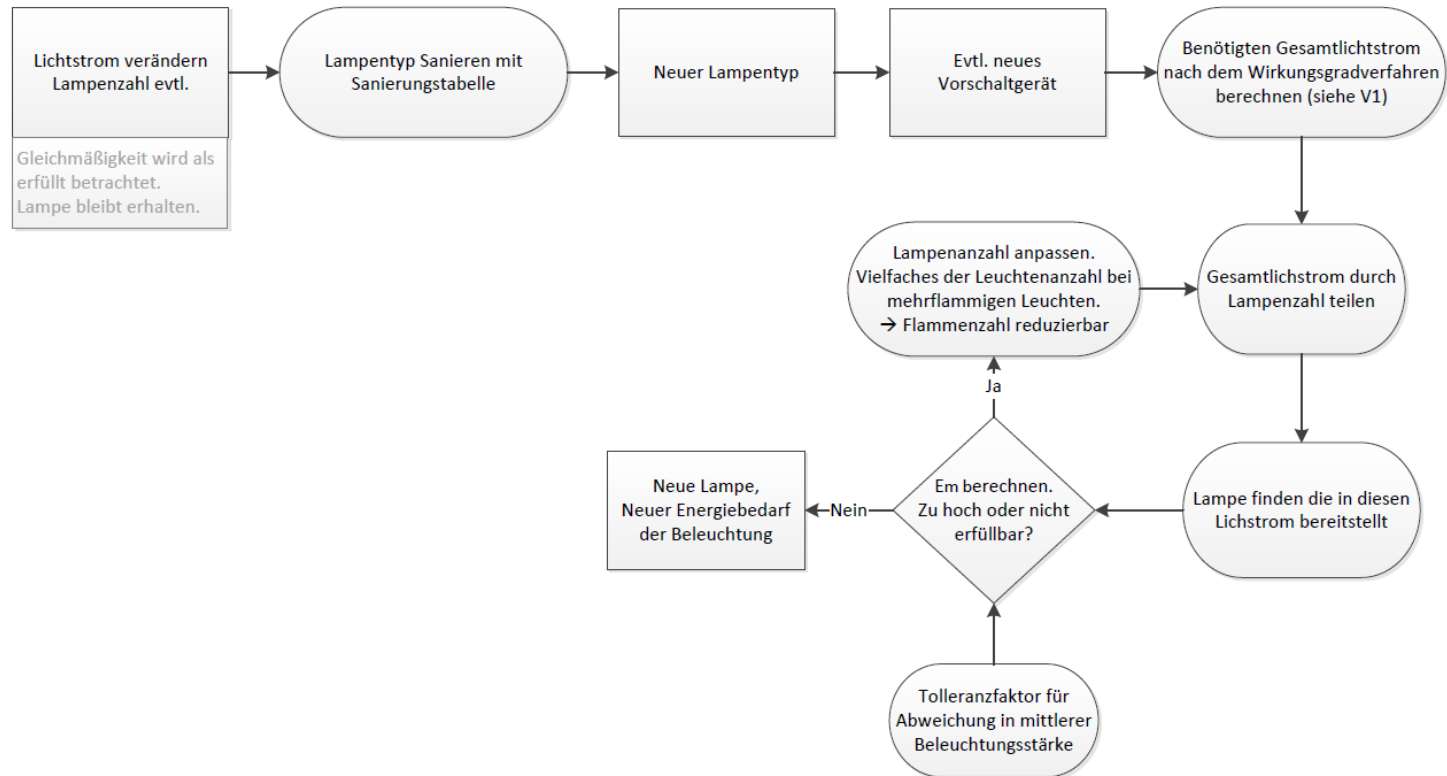 Lichtstrom verändern
Lampenzahl evtl.
Gleichmäßigkeit wird als
erfüllt betrachtet.
Lampe bleibt erhalten.
Lampentyp Sanieren mit
Sanierungstabelle
Neuer Lampentyp
Evtl. neues
Vorschaltgerät
Benötigten Gesamtlichtstrom
nach dem Wirkungsgradverfahren
berechnen (siehe V1)
Lampenanzahl anpassen.
Vielfaches der Leuchtenanzahl bei
mehrflammigen Leuchten.
→ Flammenzahl reduzierbar
Gesamtlichstrom durch
Lampenzahl teilen
Ja
Neue Lampe,
Neuer Energiebedarf
der Beleuchtung
Nein
Em berechnen.
Zu hoch oder nicht
erfüllbar?
Lampe finden die in diesen
Lichstrom bereitstellt
Tolleranzfaktor für
Abweichung in mittlerer
Beleuchtungsstärke